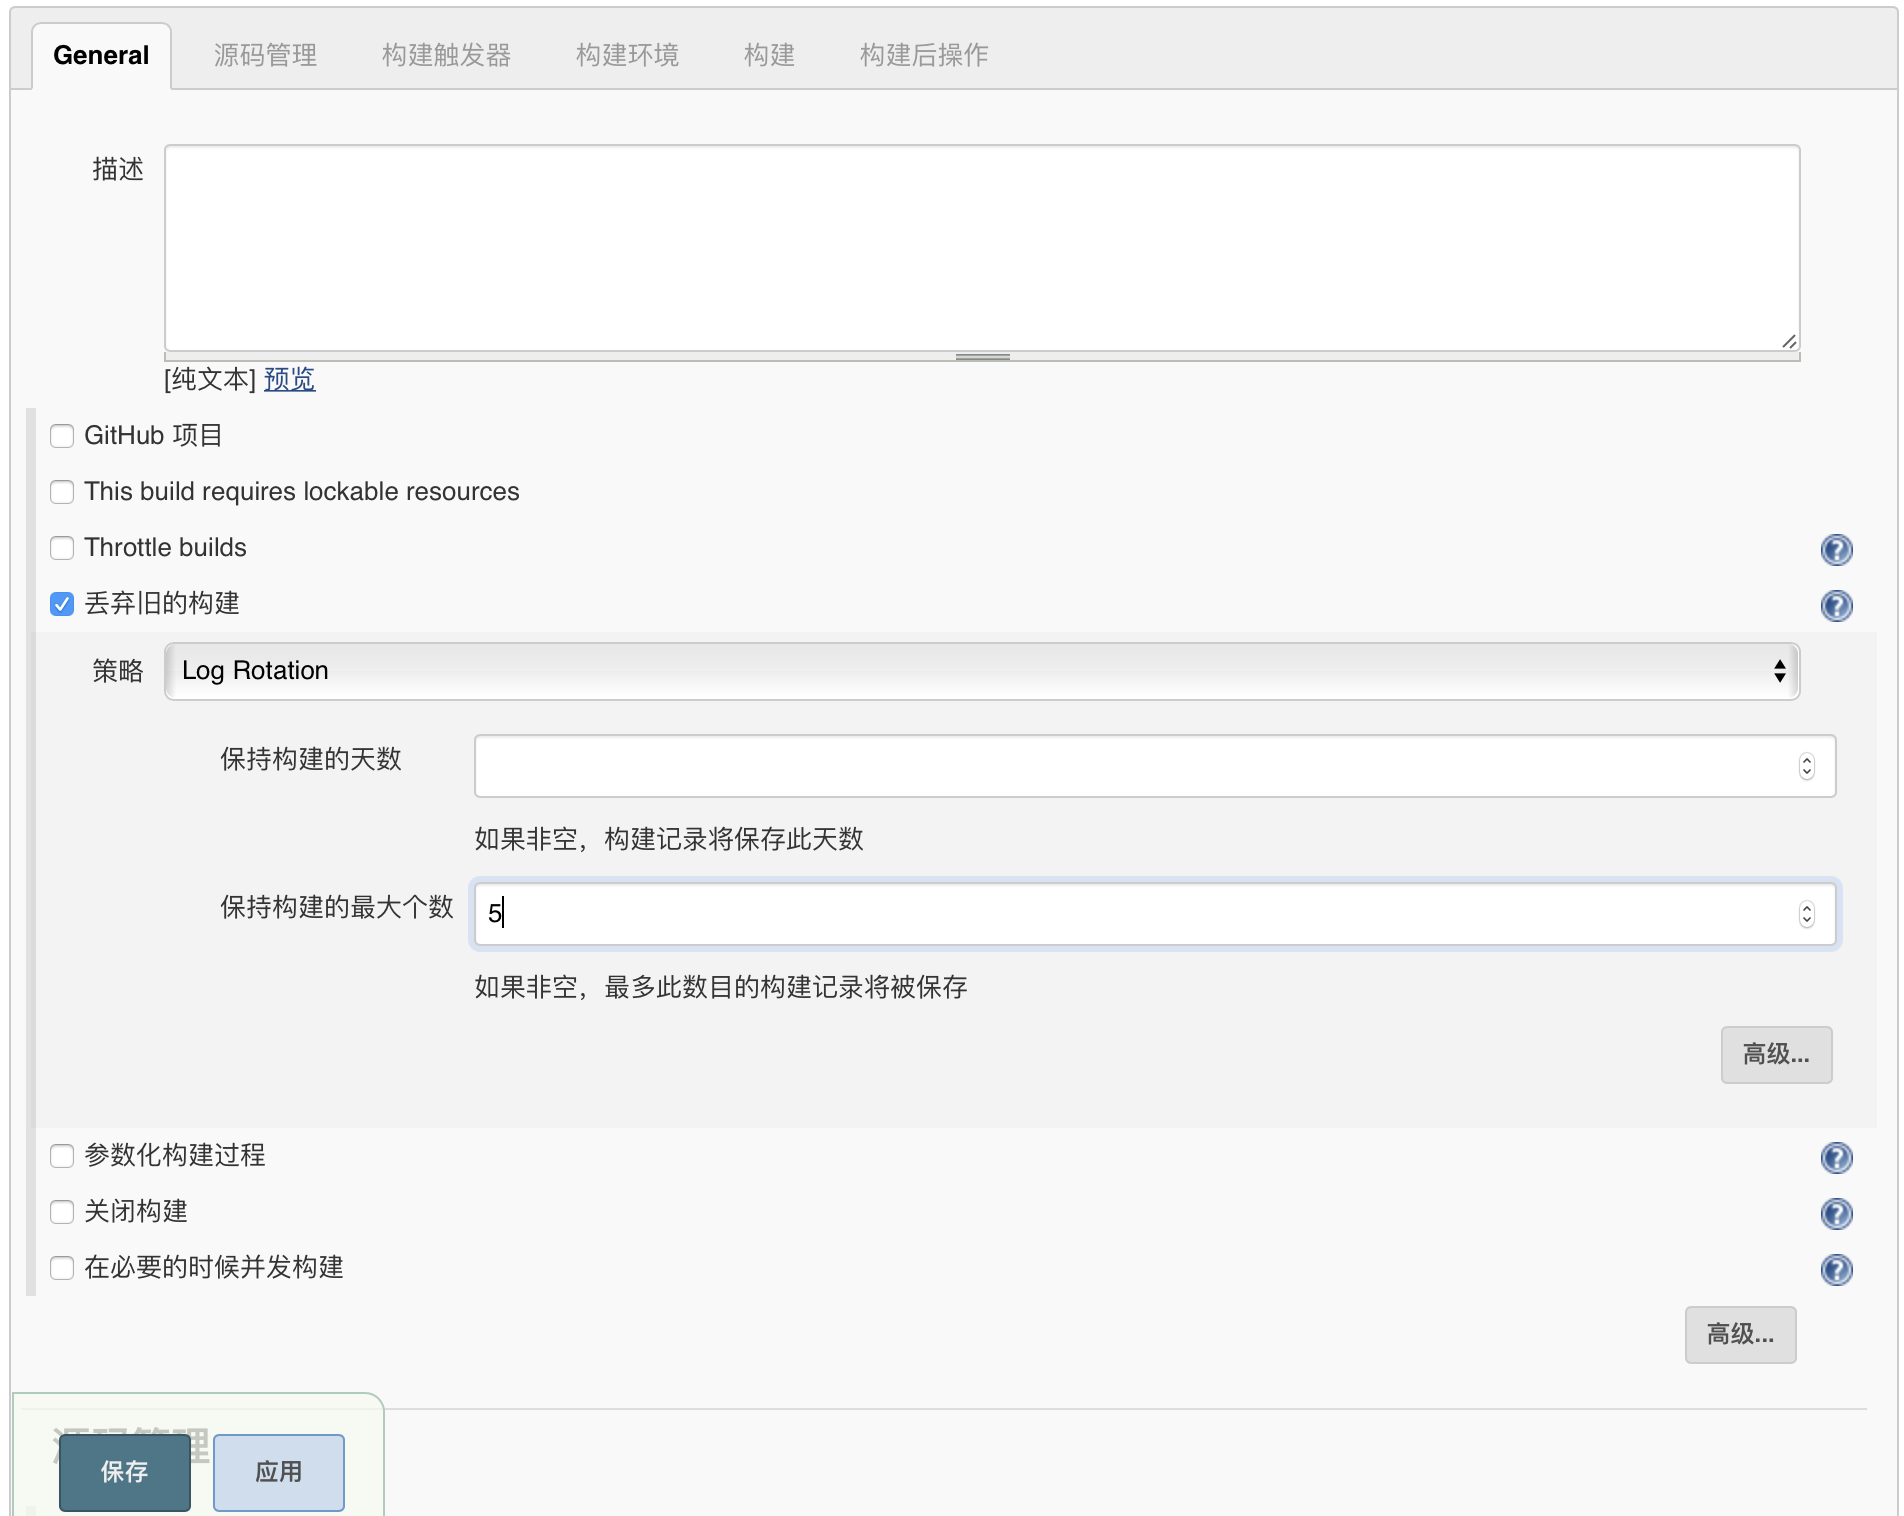 General 源码管理 构建触发器 构建环境 构建 构建后操作
描述
[纯文本] 预览
GitHub 项目
This build requires lockable resources
Throttle builds
丢弃旧的构建
策略 Log Rotation
保持构建的天数
如果非空，构建记录将保存此天数
保持构建的最大个数 5
如果非空，最多此数目的构建记录将被保存
高级...
参数化构建过程
关闭构建
在必要的时候并发构建
高级...
源码管理
保存 应用